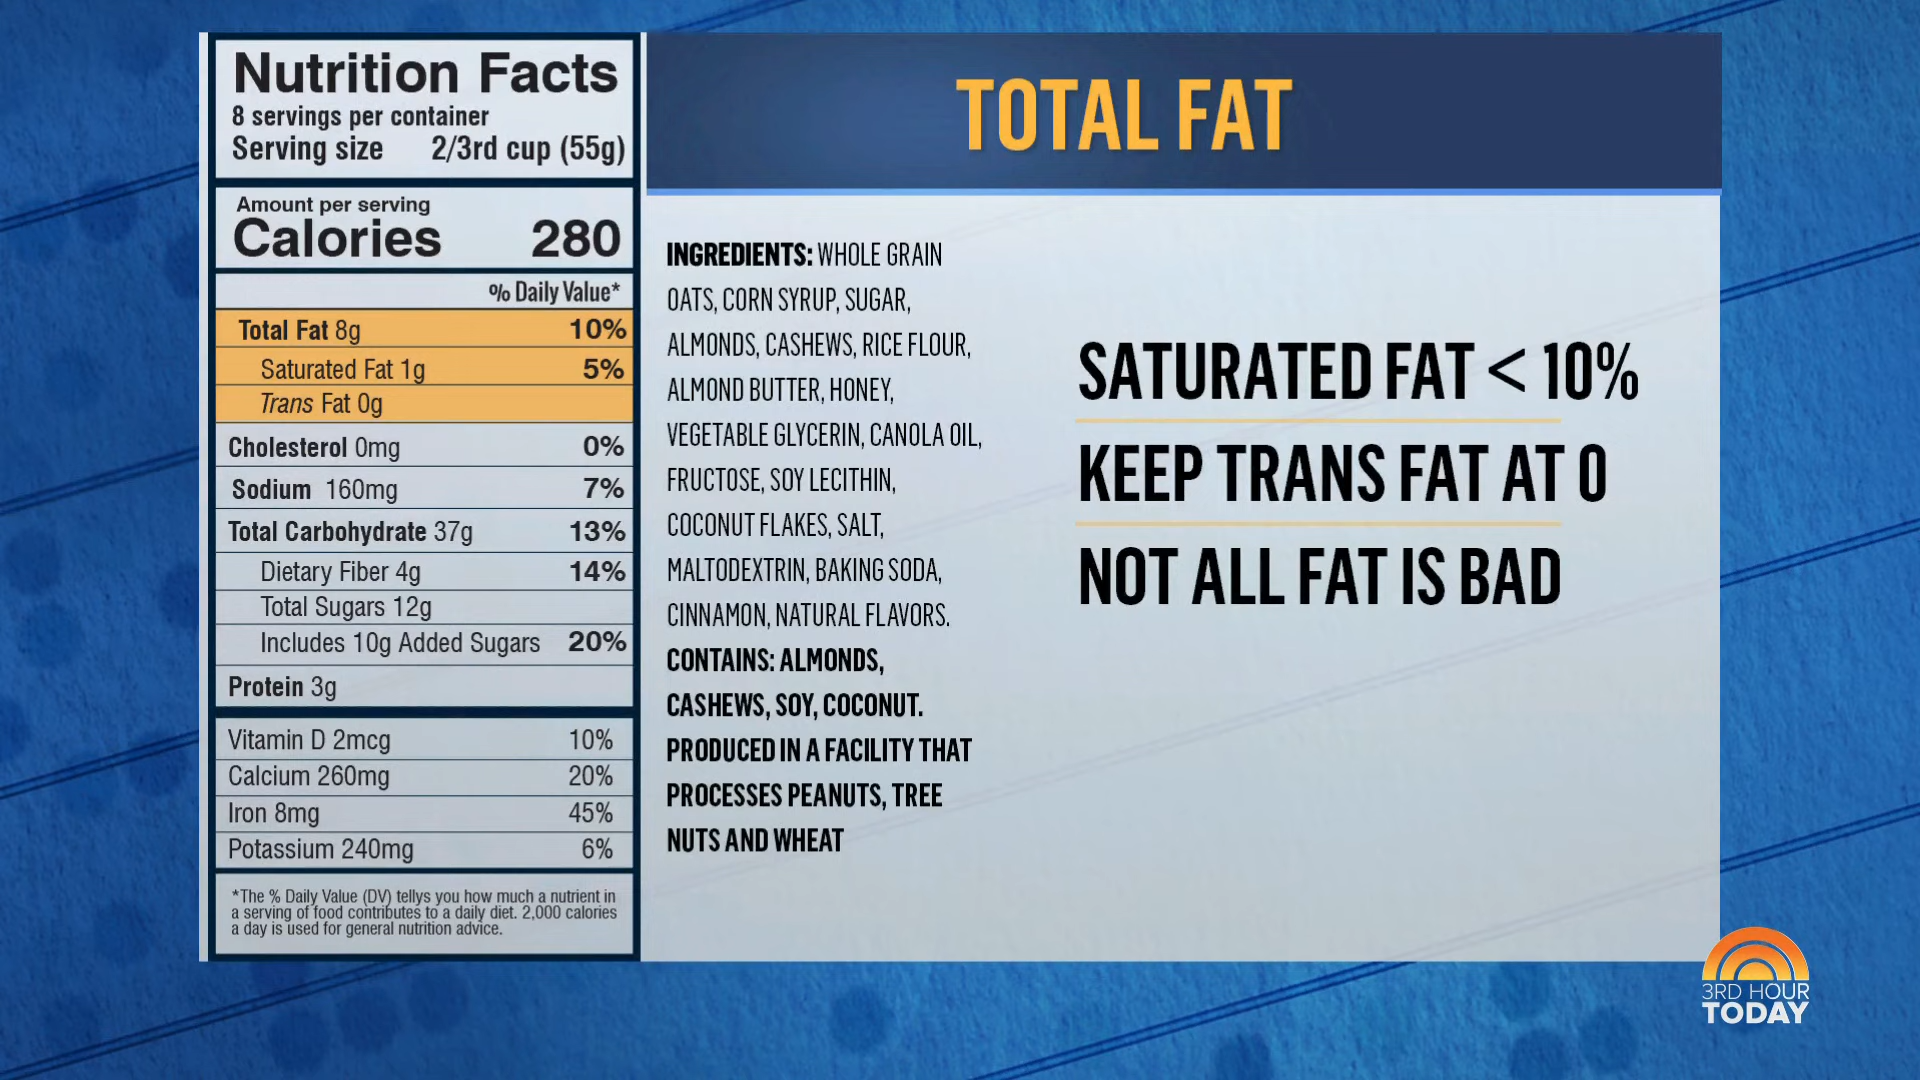 Nutrition Facts
8 servings per container
Serving size 2/3rd cup (55g)
Amount per serving
Calories 280
% Daily Value*
Total Fat 8g 10%
Saturated Fat 1g 5%
Trans Fat 0g
Cholesterol 0mg 0%
Sodium 160mg 7%
Total Carbohydrate 37g 13%
Dietary Fiber 4g 14%
Total Sugars 12g
Includes 10g Added Sugars 20%
Protein 3g
Vitamin D 2mcg 10%
Calcium 260mg 20%
Iron 8mg 45%
Potassium 240mg 6%
*The % Daily Value (DV) tellys you how much a nutrient in
a serving of food contributes to a daily diet. 2,000 calories
a day is used for general nutrition advice.
TOTAL FAT
INGREDIENTS: WHOLE GRAIN
OATS, CORN SYRUP, SUGAR,
ALMONDS, CASHEWS, RICE FLOUR,
ALMOND BUTTER, HONEY,
VEGETABLE GLYCERIN, CANOLA OIL,
FRUCTOSE, SOY LECITHIN,
COCONUT FLAKES, SALT,
MALTODEXTRIN, BAKING SODA,
CINNAMON, NATURAL FLAVORS.
CONTAINS: ALMONDS,
CASHEWS, SOY, COCONUT.
PRODUCED IN A FACILITY THAT
PROCESSES PEANUTS, TREE
NUTS AND WHEAT
SATURATED FAT < 10%
KEEP TRANS FAT AT 0
NOT ALL FAT IS BAD
3RD HOUR
TODAY